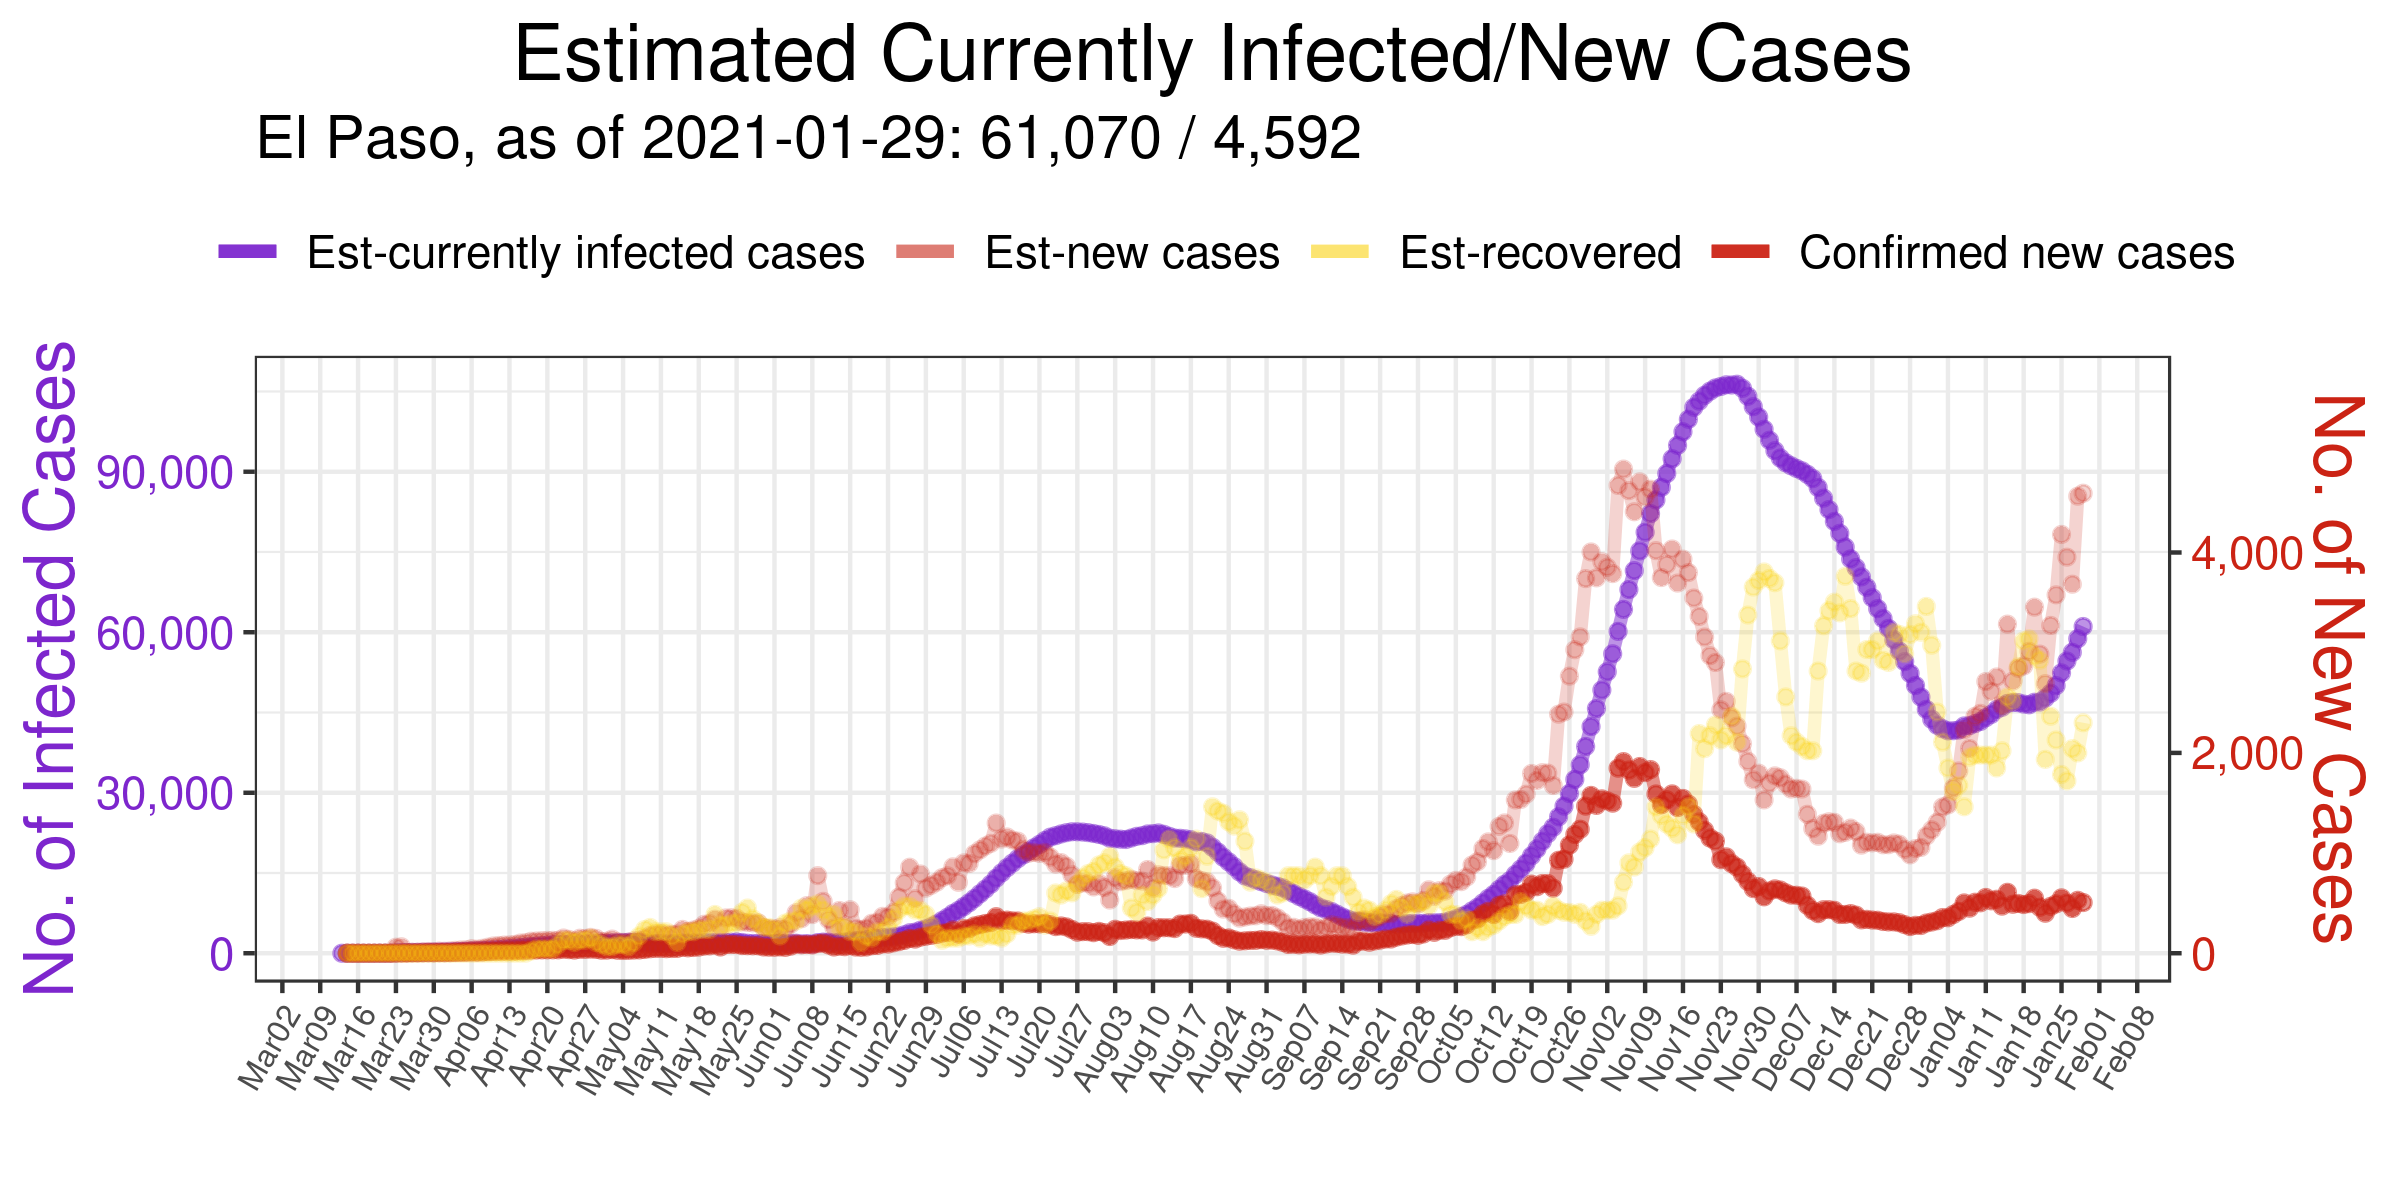 Estimated Currently Infected/New Cases
El Paso, as of 2021-01-29: 61,070 / 4,592
Est-currently infected cases Est-new cases Est-recovered Confirmed new cases
No. of Infected Cases
90,000
60,000
30,000
0
4,000
2,000
0
No. of New Cases
Mar02 Mar09 Mar16 Mar23 Mar30 Apr06 Apr13 Apr20 Apr27 May04 May11 May18 May25 Jun01 Jun08 Jun15 Jun22 Jun29 Jul06 Jul13 Jul20 Jul27 Aug03 Aug10 Aug17 Aug24 Aug31 Sep07 Sep14 Sep21 Sep28 Oct05 Oct12 Oct19 Oct26 Nov02 Nov09 Nov16 Nov23 Nov30 Dec07 Dec14 Dec21 Dec28 Jan04 Jan11 Jan18 Jan25 Feb01 Feb08